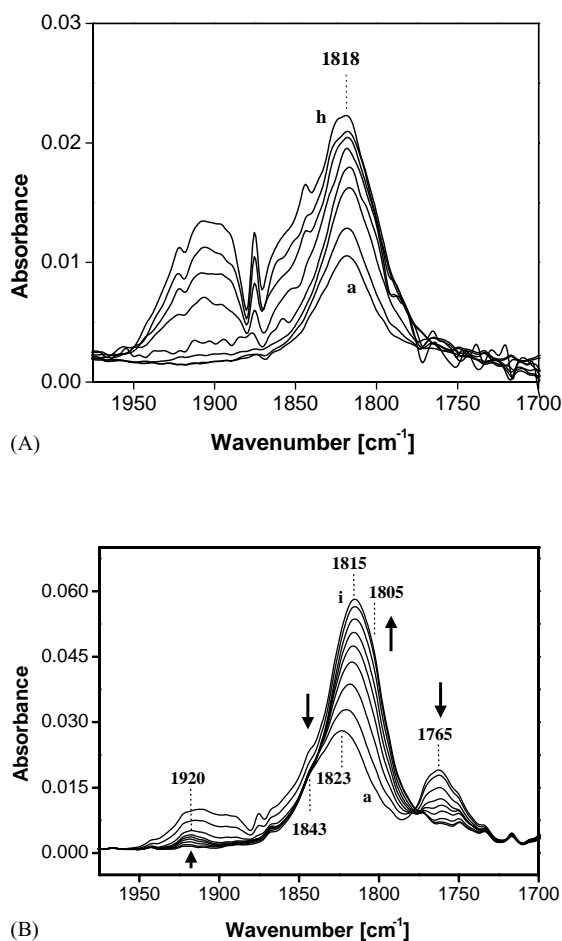 0.03
0.02
0.01
0.00
Absorbance
1818
h
a
1950 1900 1850 1800 1750 1700
Wavenumber [cm-1]
(A)
0.060
0.045
0.030
0.015
0.000
Absorbance
1815
i 1805
1765
1920
1823
a
1843
1950 1900 1850 1800 1750 1700
Wavenumber [cm-1]
(B)